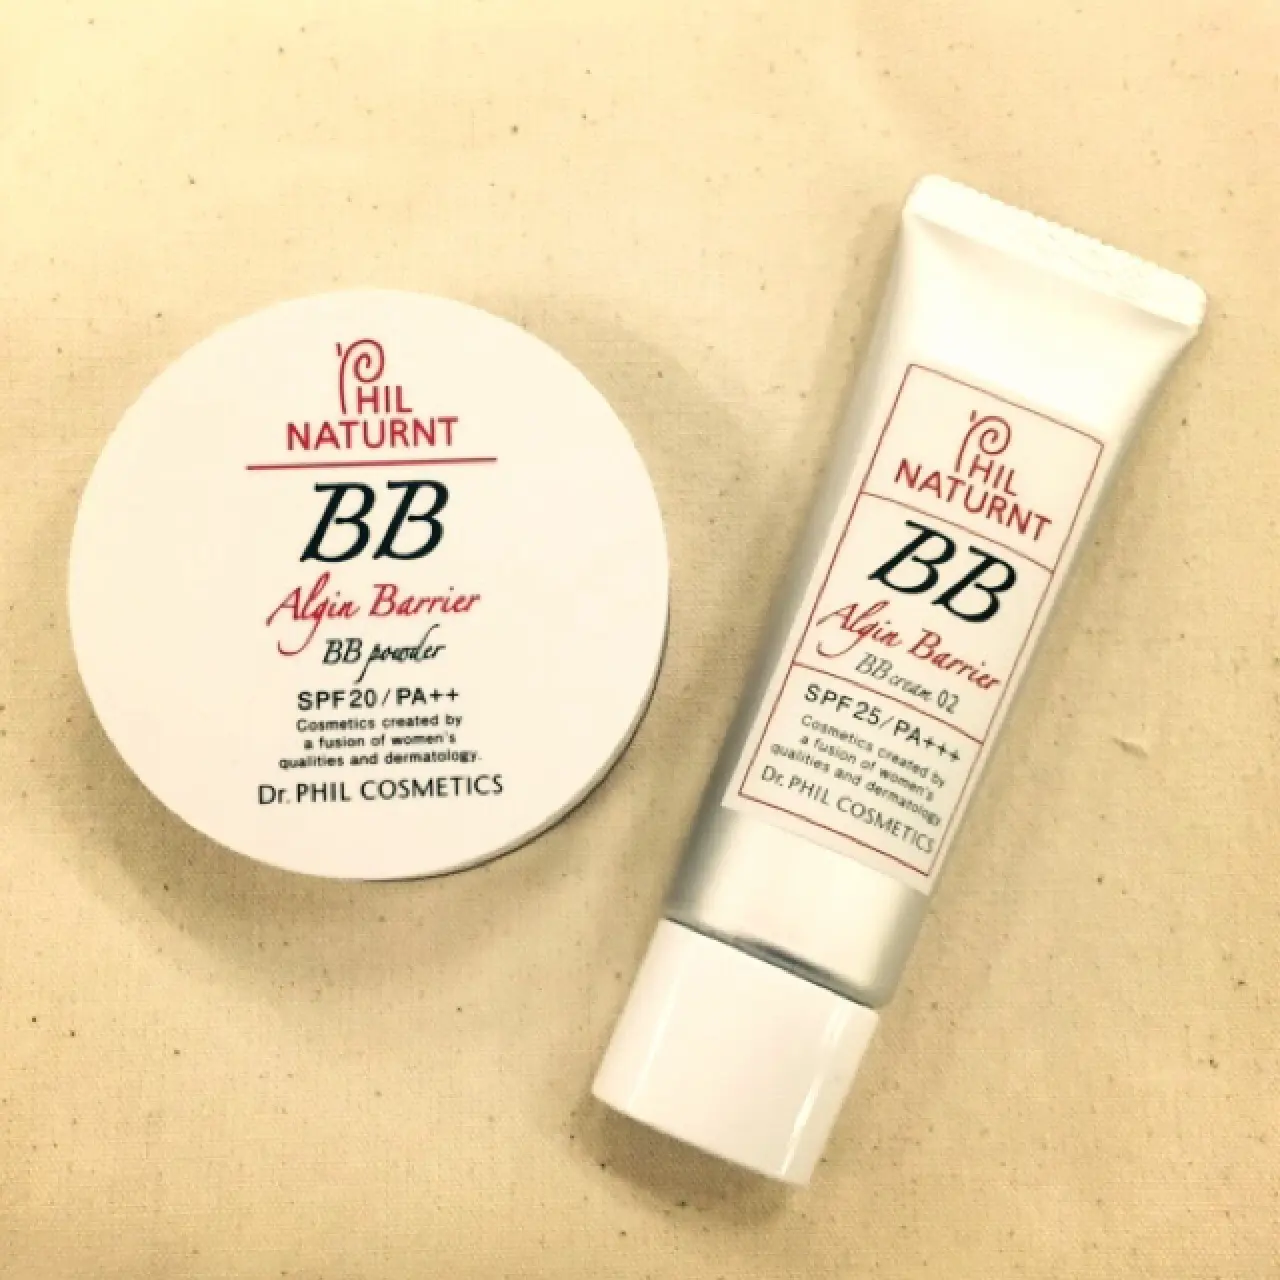 PHIL
NATURNT
BB
Algin Barrier
BB powder
SPF20/PA++
Cosmetics created by
a fusion of women's
qualities and dermatology.
Dr. PHIL COSMETICS
PHIL
NATURNT
BB
Algin Barrier
BB cream 02
SPF25/PA+++
Cosmetics created by
a fusion of women's
qualities and dermatology.
Dr. PHIL COSMETICS